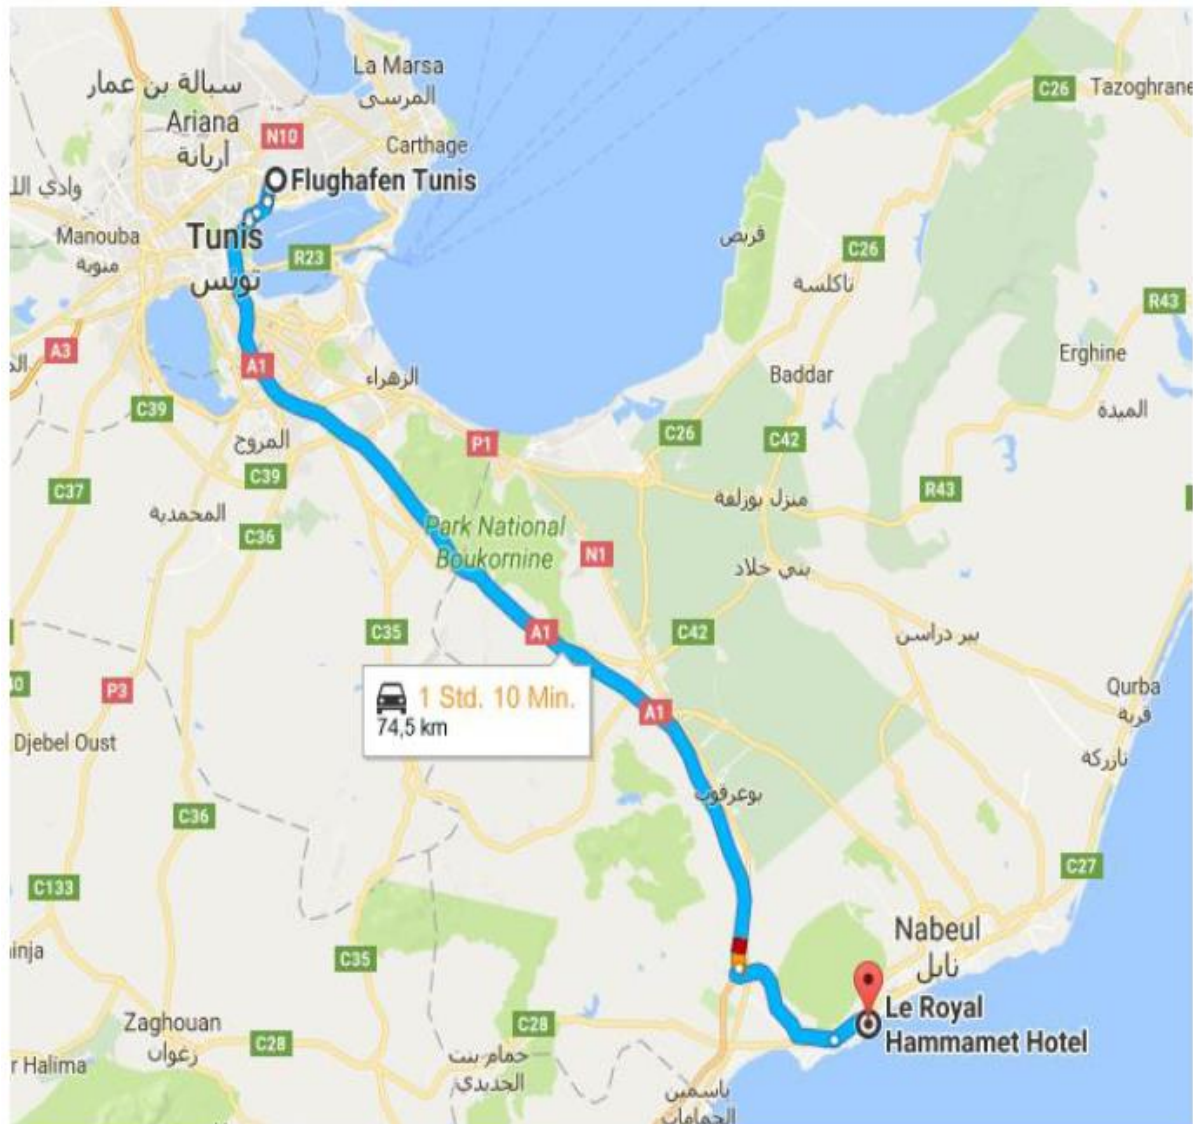 La Marsa
المرسى
سبالة بن عمار
Ariana
أريانة
N10
Carthage
C26
Tazoghrane
Flughafen Tunis
وادي الل
Manouba
منوبة
Tunis
تونس
R23
قربص
C26
تاكلسة
R43
A3
A1
الزهراء
Baddar
Erghine
الميدة
C39
المروج
P1
C26
C42
C39
C37
R43
منزل بوزلفة
المحمدية
C36
Park National
Boukornine
N1
بني خلاد
C35
A1
C42
بير دراسن
P3
1 Std. 10 Min.
74,5 km
A1
Qurba
قربة
Djebel Oust
تازركة
بوعرقوب
C36
C133
C27
Nabeul
نابل
C35
Le Royal
Hammamet Hotel
Zaghouan
زغوان
C28
C28
r Halima
حمام بنت
الجديدي
ياسمين
الحمامات